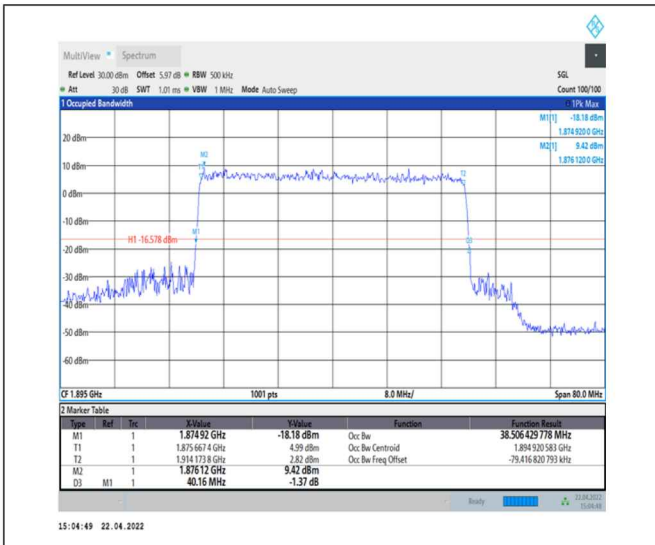 MultiView Spectrum
Ref Level 30.00 dBm Offset 5.97 dB RBW 500 kHz SGL
Att 30 dB SWT 1.01 ms VBW 1 MHz Mode Auto Sweep Count 100/100
1 Occupied Bandwidth 1Pk Max
M1[1] -18.18 dBm
1.874 920 0 GHz
M2[1] 9.42 dBm
1.876 120 0 GHz
20 dBm
M2
10 dBm
T1
T2
0 dBm
-10 dBm
M1
H1 -16.578 dBm
D3
-20 dBm
-30 dBm
-40 dBm
-50 dBm
-60 dBm
CF 1.895 GHz 1001 pts 8.0 MHz/ Span 80.0 MHz
2 Marker Table
Type Ref Trc X-Value Y-Value Function Function Result
M1 1 1.874 92 GHz -18.18 dBm Occ Bw 38.506 429 778 MHz
T1 1 1.875 667 4 GHz 4.99 dBm Occ Bw Centroid 1.894 920 583 GHz
T2 1 1.914 173 8 GHz 2.82 dBm Occ Bw Freq Offset -79.416 820 793 kHz
M2 1 1.876 12 GHz 9.42 dBm
D3 M1 1 40.16 MHz -1.37 dB
Ready 22.04.2022
15:04:48
15:04:49 22.04.2022